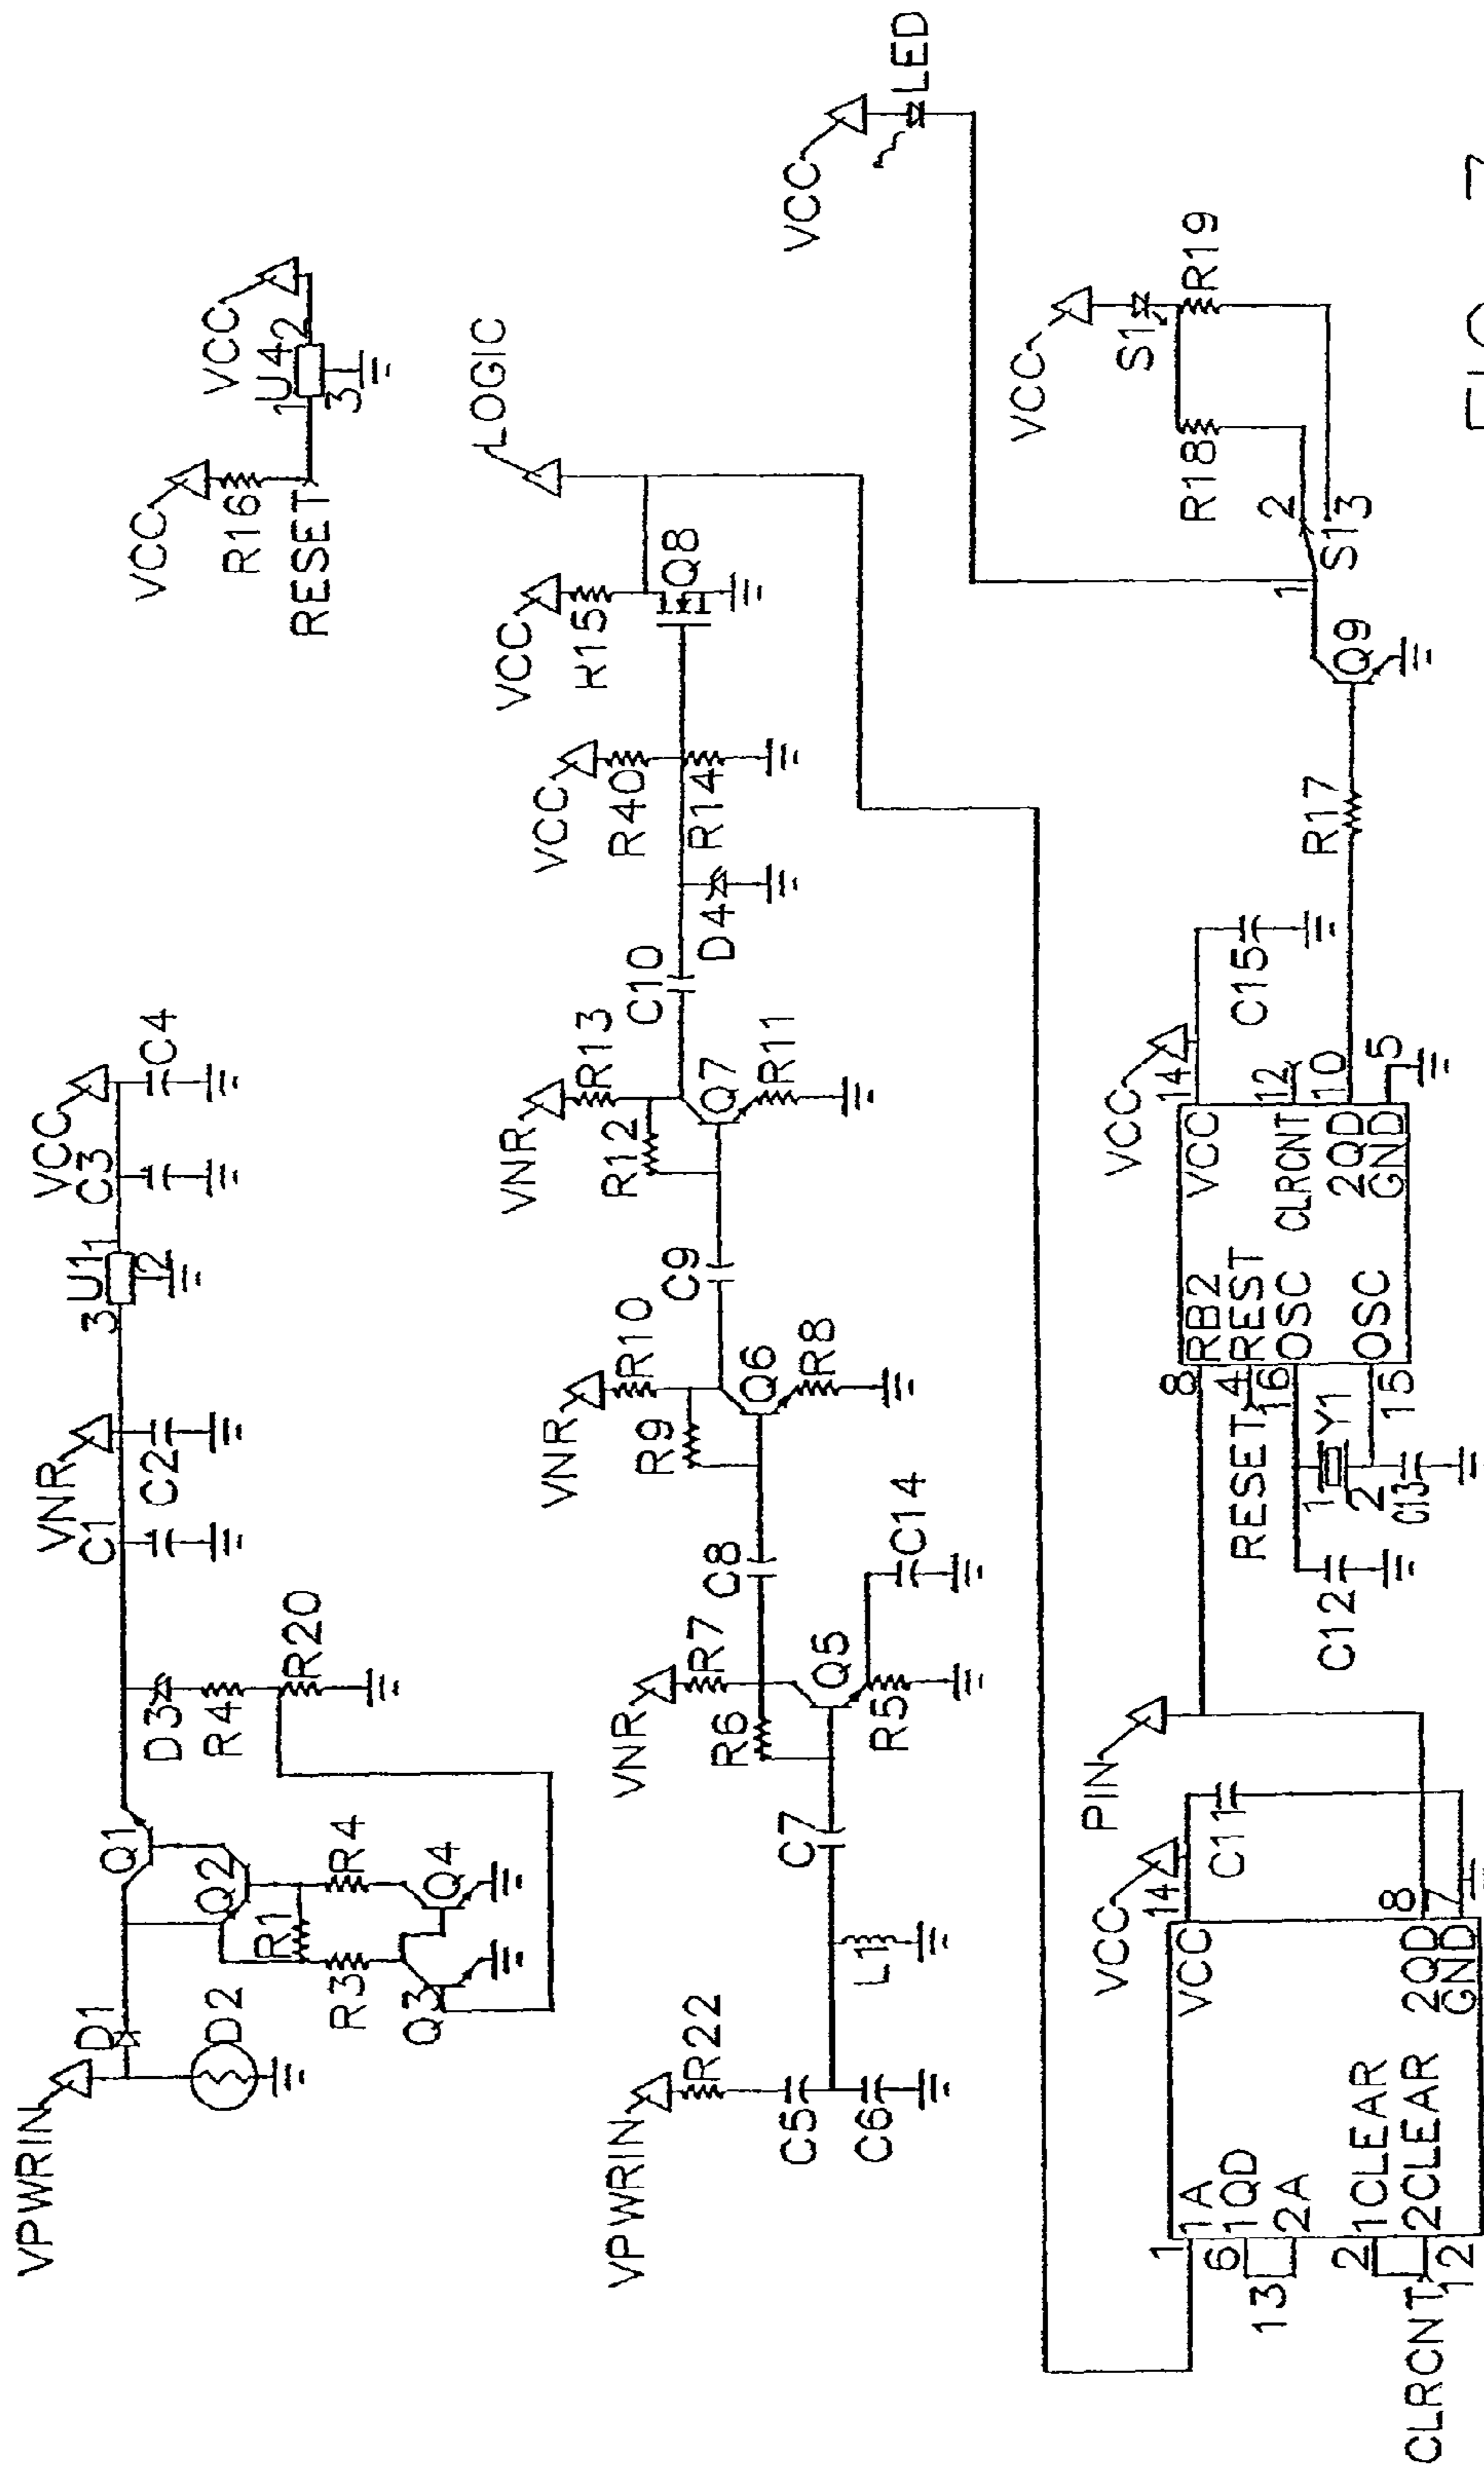 VPWRIN
D1
D2
Q1
Q2
R1
R3
R4
Q3
Q4
D3
R4
R20
VNR
C1
C2
U1
3
1
2
VCC
C3
C4
VCC
R16
RESET
VCC
U4
1
2
3
VPWRIN
R22
C5
C6
L1
C7
VNR
R6
R7
Q5
R5
C14
C8
VNR
R9
R10
Q6
R8
C9
VNR
R12
R13
Q7
R11
C10
D4
VCC
R40
R14
VCC
R15
Q8
LOGIC
VCC
LED
1
1A
6
1QD
13
2A
2
1CLEAR
2CLEAR
12
CLRCNT
VCC
14
VCC
C11
8
2QD
7
GND
PIN
8
RB2
4
REST
RESET
16
OSC
1
Y1
2
15
OSC
C12
C13
VCC
14
VCC
C15
12
CLRCNT
10
2QD
5
GND
R17
Q9
1
2
S1
3
R18
R19
S1
VCC